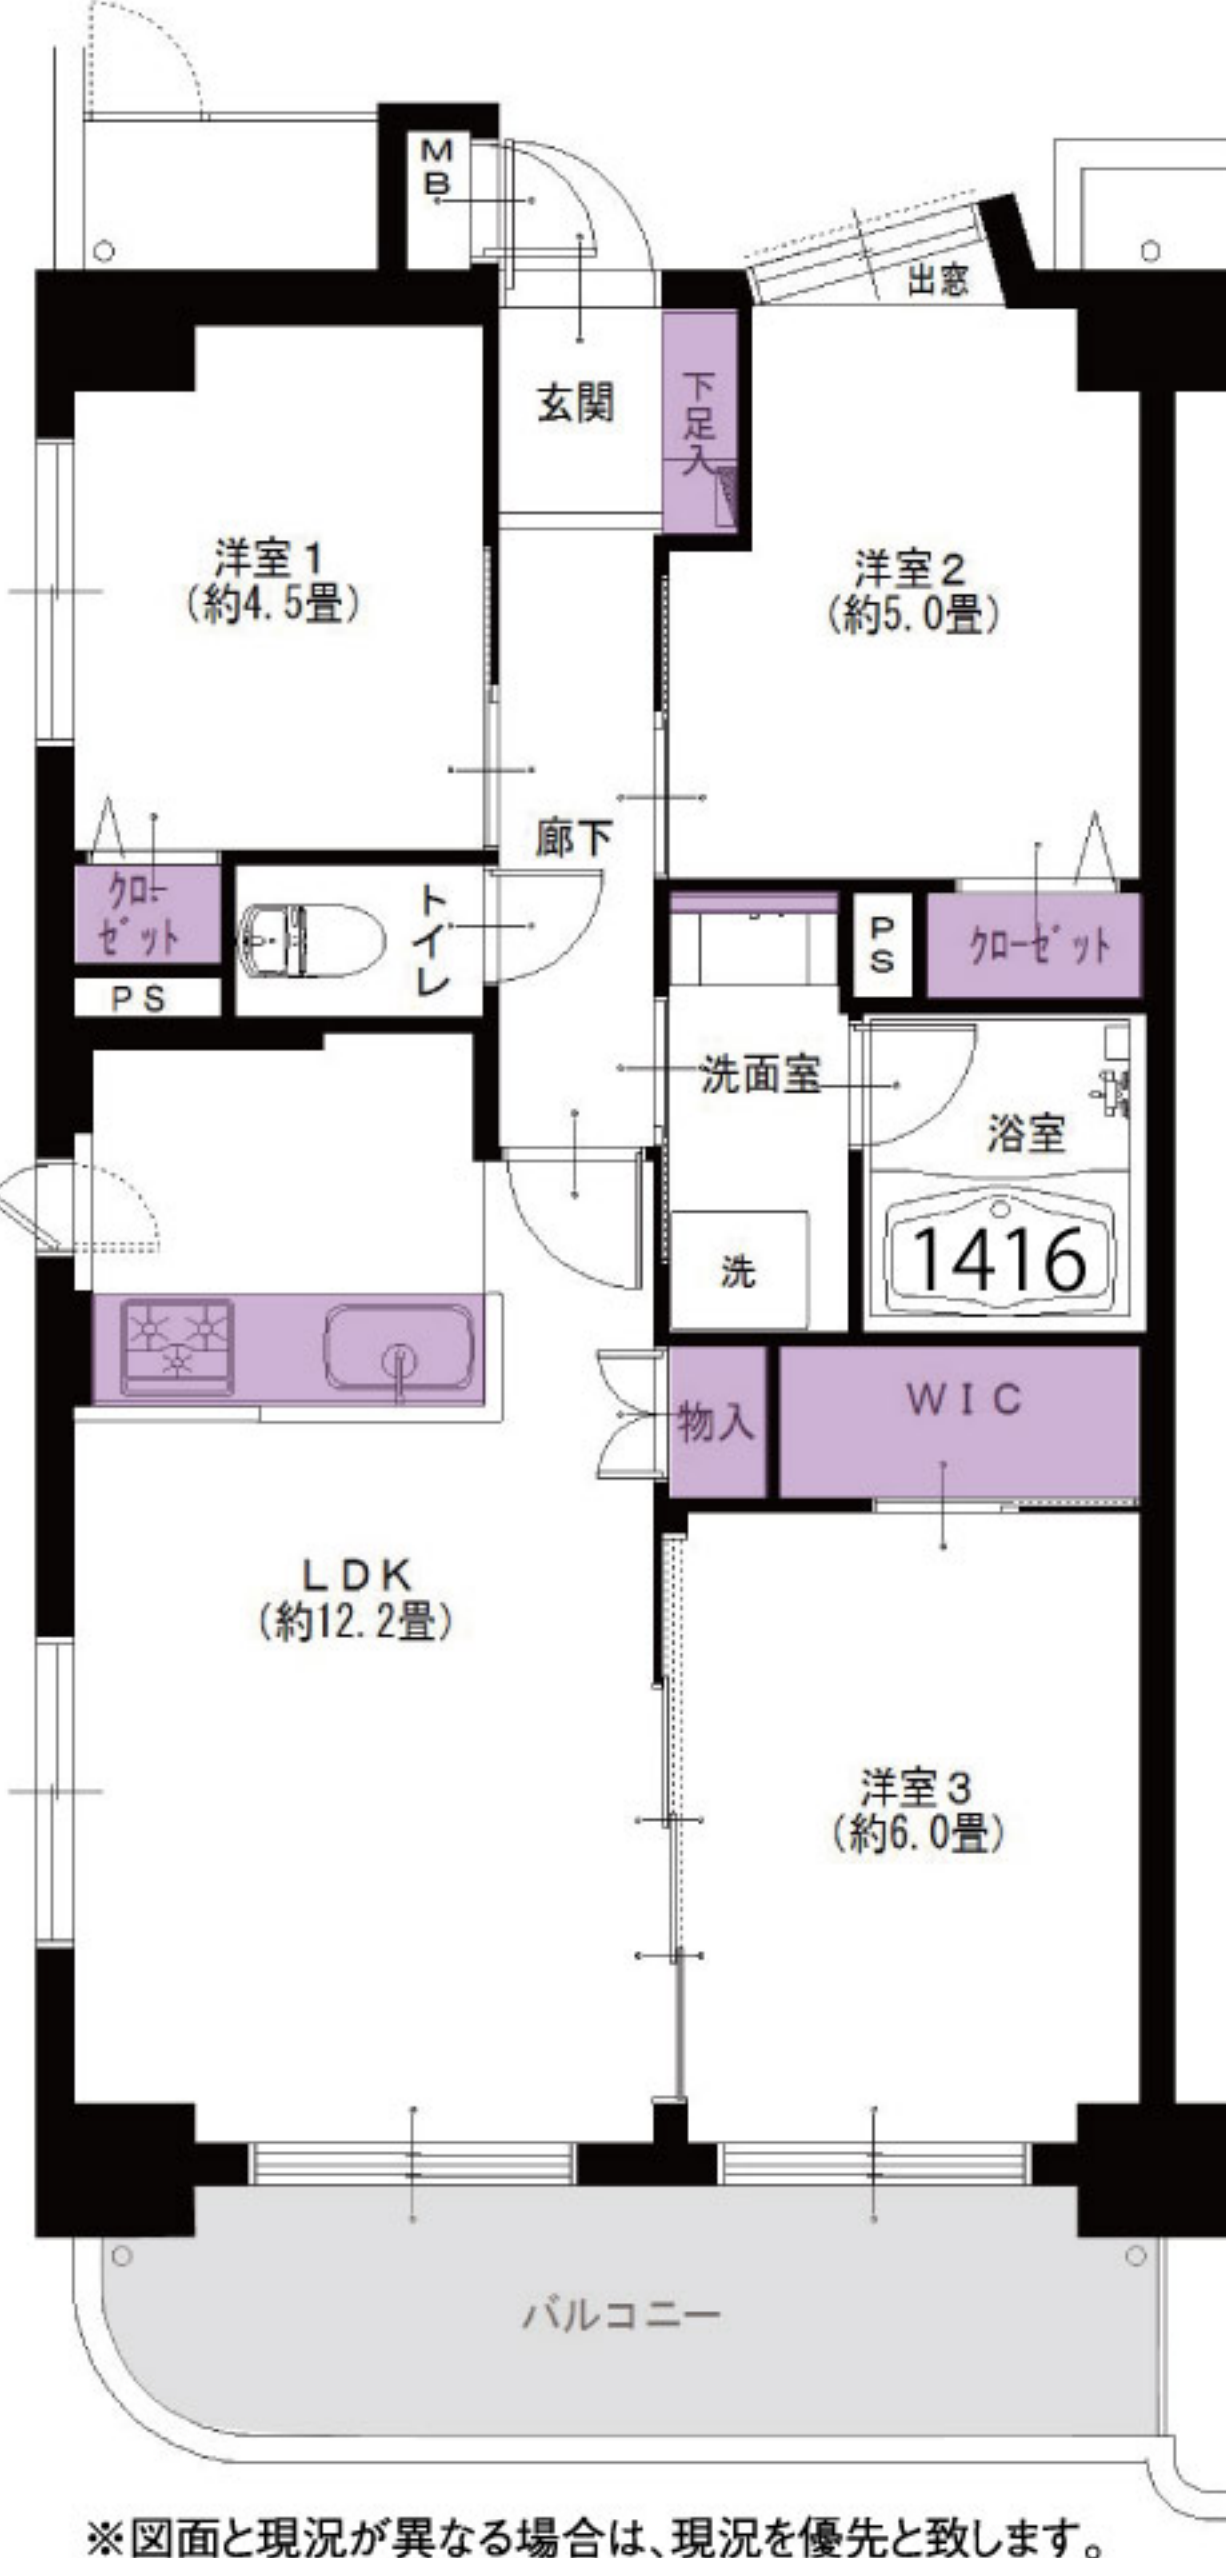 MB
出窓
玄関
下足入
洋室1
(約4.5畳)
洋室2
(約5.0畳)
廊下
クロー
ゼット
トイレ
PS
PS
クローゼット
洗面室
浴室
1416
洗
物入
WIC
LDK
(約12.2畳)
洋室3
(約6.0畳)
バルコニー
※図面と現況が異なる場合は、現況を優先と致します。